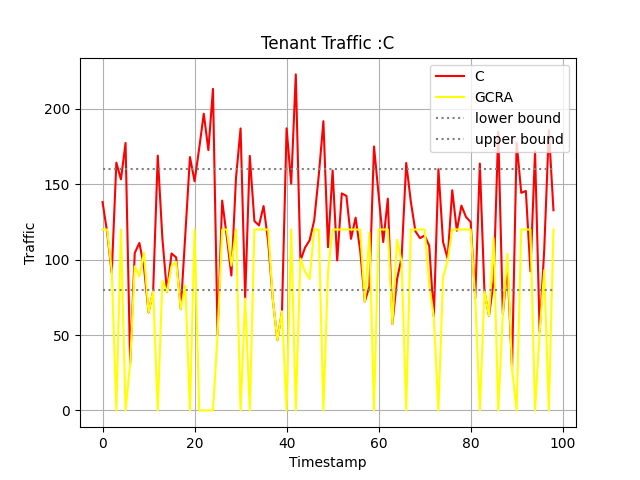 Tenant Traffic :C
C
GCRA
lower bound
upper bound
200
150
100
50
0
Traffic
0 20 40 60 80 100
Timestamp